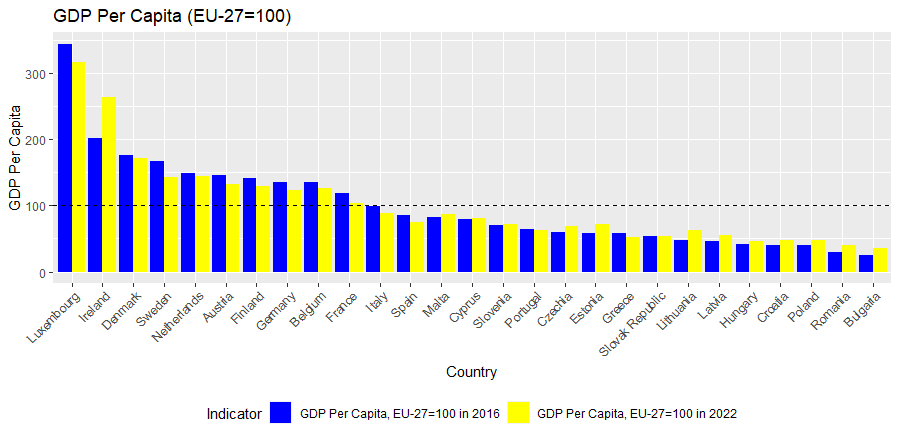 GDP Per Capita (EU-27=100)
GDP Per Capita
300
200
100
0
Luxembourg
Ireland
Denmark
Sweden
Netherlands
Austria
Finland
Germany
Belgium
France
Italy
Spain
Malta
Cyprus
Slovenia
Portugal
Czechia
Estonia
Greece
Slovak Republic
Lithuania
Latvia
Hungary
Croatia
Poland
Romania
Bulgaria
Country
Indicator GDP Per Capita, EU-27=100 in 2016 GDP Per Capita, EU-27=100 in 2022